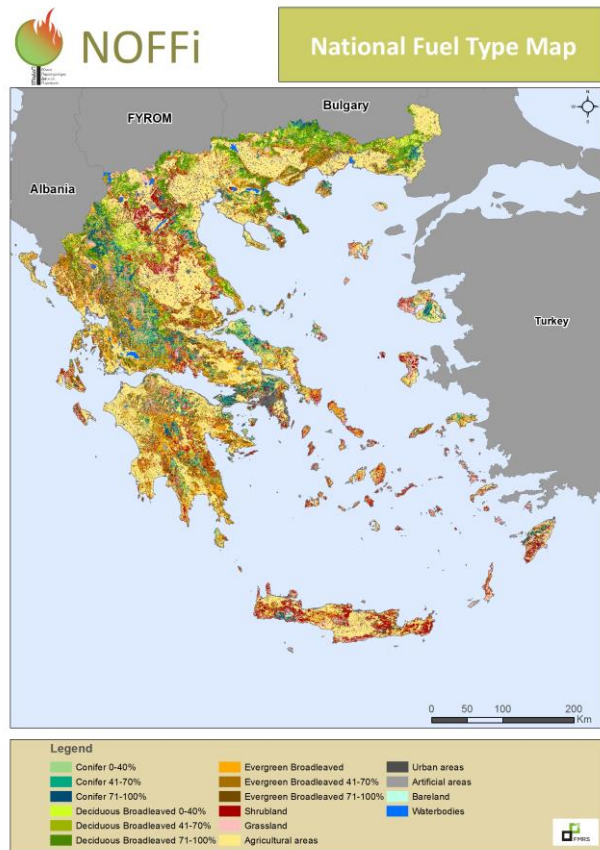 NOFFi
National Fuel Type Map
Bulgary
FYROM
Albania
Turkey
N
W
E
S
0 50 100 200
Km
Legend
Conifer 0-40%
Conifer 41-70%
Conifer 71-100%
Deciduous Broadleaved 0-40%
Deciduous Broadleaved 41-70%
Deciduous Broadleaved 71-100%
Evergreen Broadleaved
Evergreen Broadleaved 41-70%
Evergreen Broadleaved 71-100%
Shrubland
Grassland
Agricultural areas
Urban areas
Artificial areas
Bareland
Waterbodies
FMRS